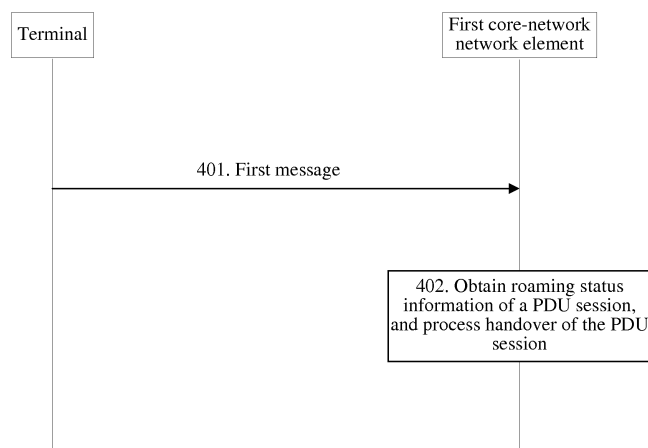 Terminal
First core-network
network element
401. First message
402. Obtain roaming status
information of a PDU session,
and process handover of the PDU
session